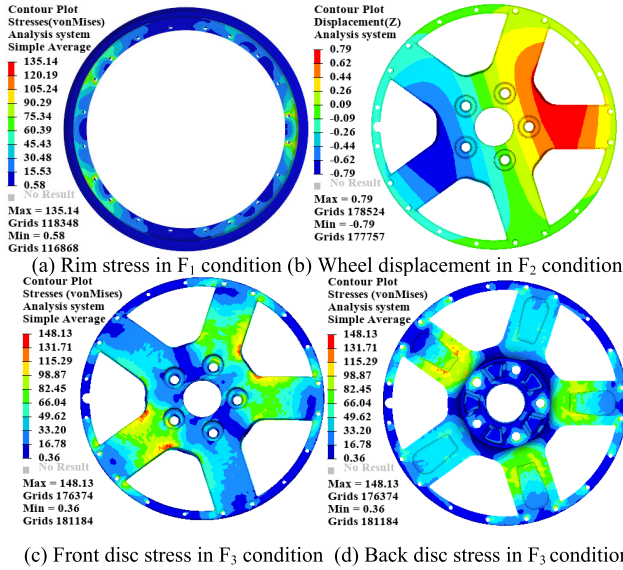 Contour Plot
Stresses(vonMises)
Analysis system
Simple Average
135.14
120.19
105.24
90.29
75.34
60.39
45.43
30.48
15.53
0.58
No Result
Max = 135.14
Grids 118348
Min = 0.58
Grids 116868
Contour Plot
Displacement(Z)
Analysis system
0.79
0.62
0.44
0.26
0.09
-0.09
-0.26
-0.44
-0.62
-0.79
No Result
Max = 0.79
Grids 178524
Min = -0.79
Grids 177757
(a) Rim stress in F1 condition (b) Wheel displacement in F2 condition
Contour Plot
Stresses (vonMises)
Analysis system
Simple Average
148.13
131.71
115.29
98.87
82.45
66.04
49.62
33.20
16.78
0.36
No Result
Max = 148.13
Grids 176374
Min = 0.36
Grids 181184
Contour Plot
Stresses (vonMises)
Analysis system
Simple Average
148.13
131.71
115.29
98.87
82.45
66.04
49.62
33.20
16.78
0.36
No Result
Max = 148.13
Grids 176374
Min = 0.36
Grids 181184
(c) Front disc stress in F3 condition (d) Back disc stress in F3 condition